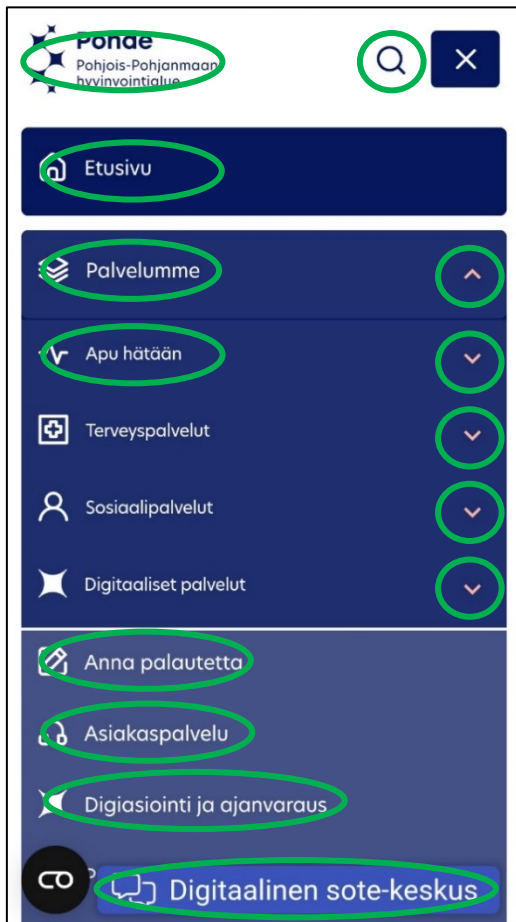 Pohde
Pohjois-Pohjanmaan
hyvinvointialue
Etusivu
Palvelumme
Apu hätään
Terveyspalvelut
Sosiaalipalvelut
Digitaaliset palvelut
Anna palautetta
Asiakaspalvelu
Digiasiointi ja ajanvaraus
Digitaalinen sote-keskus